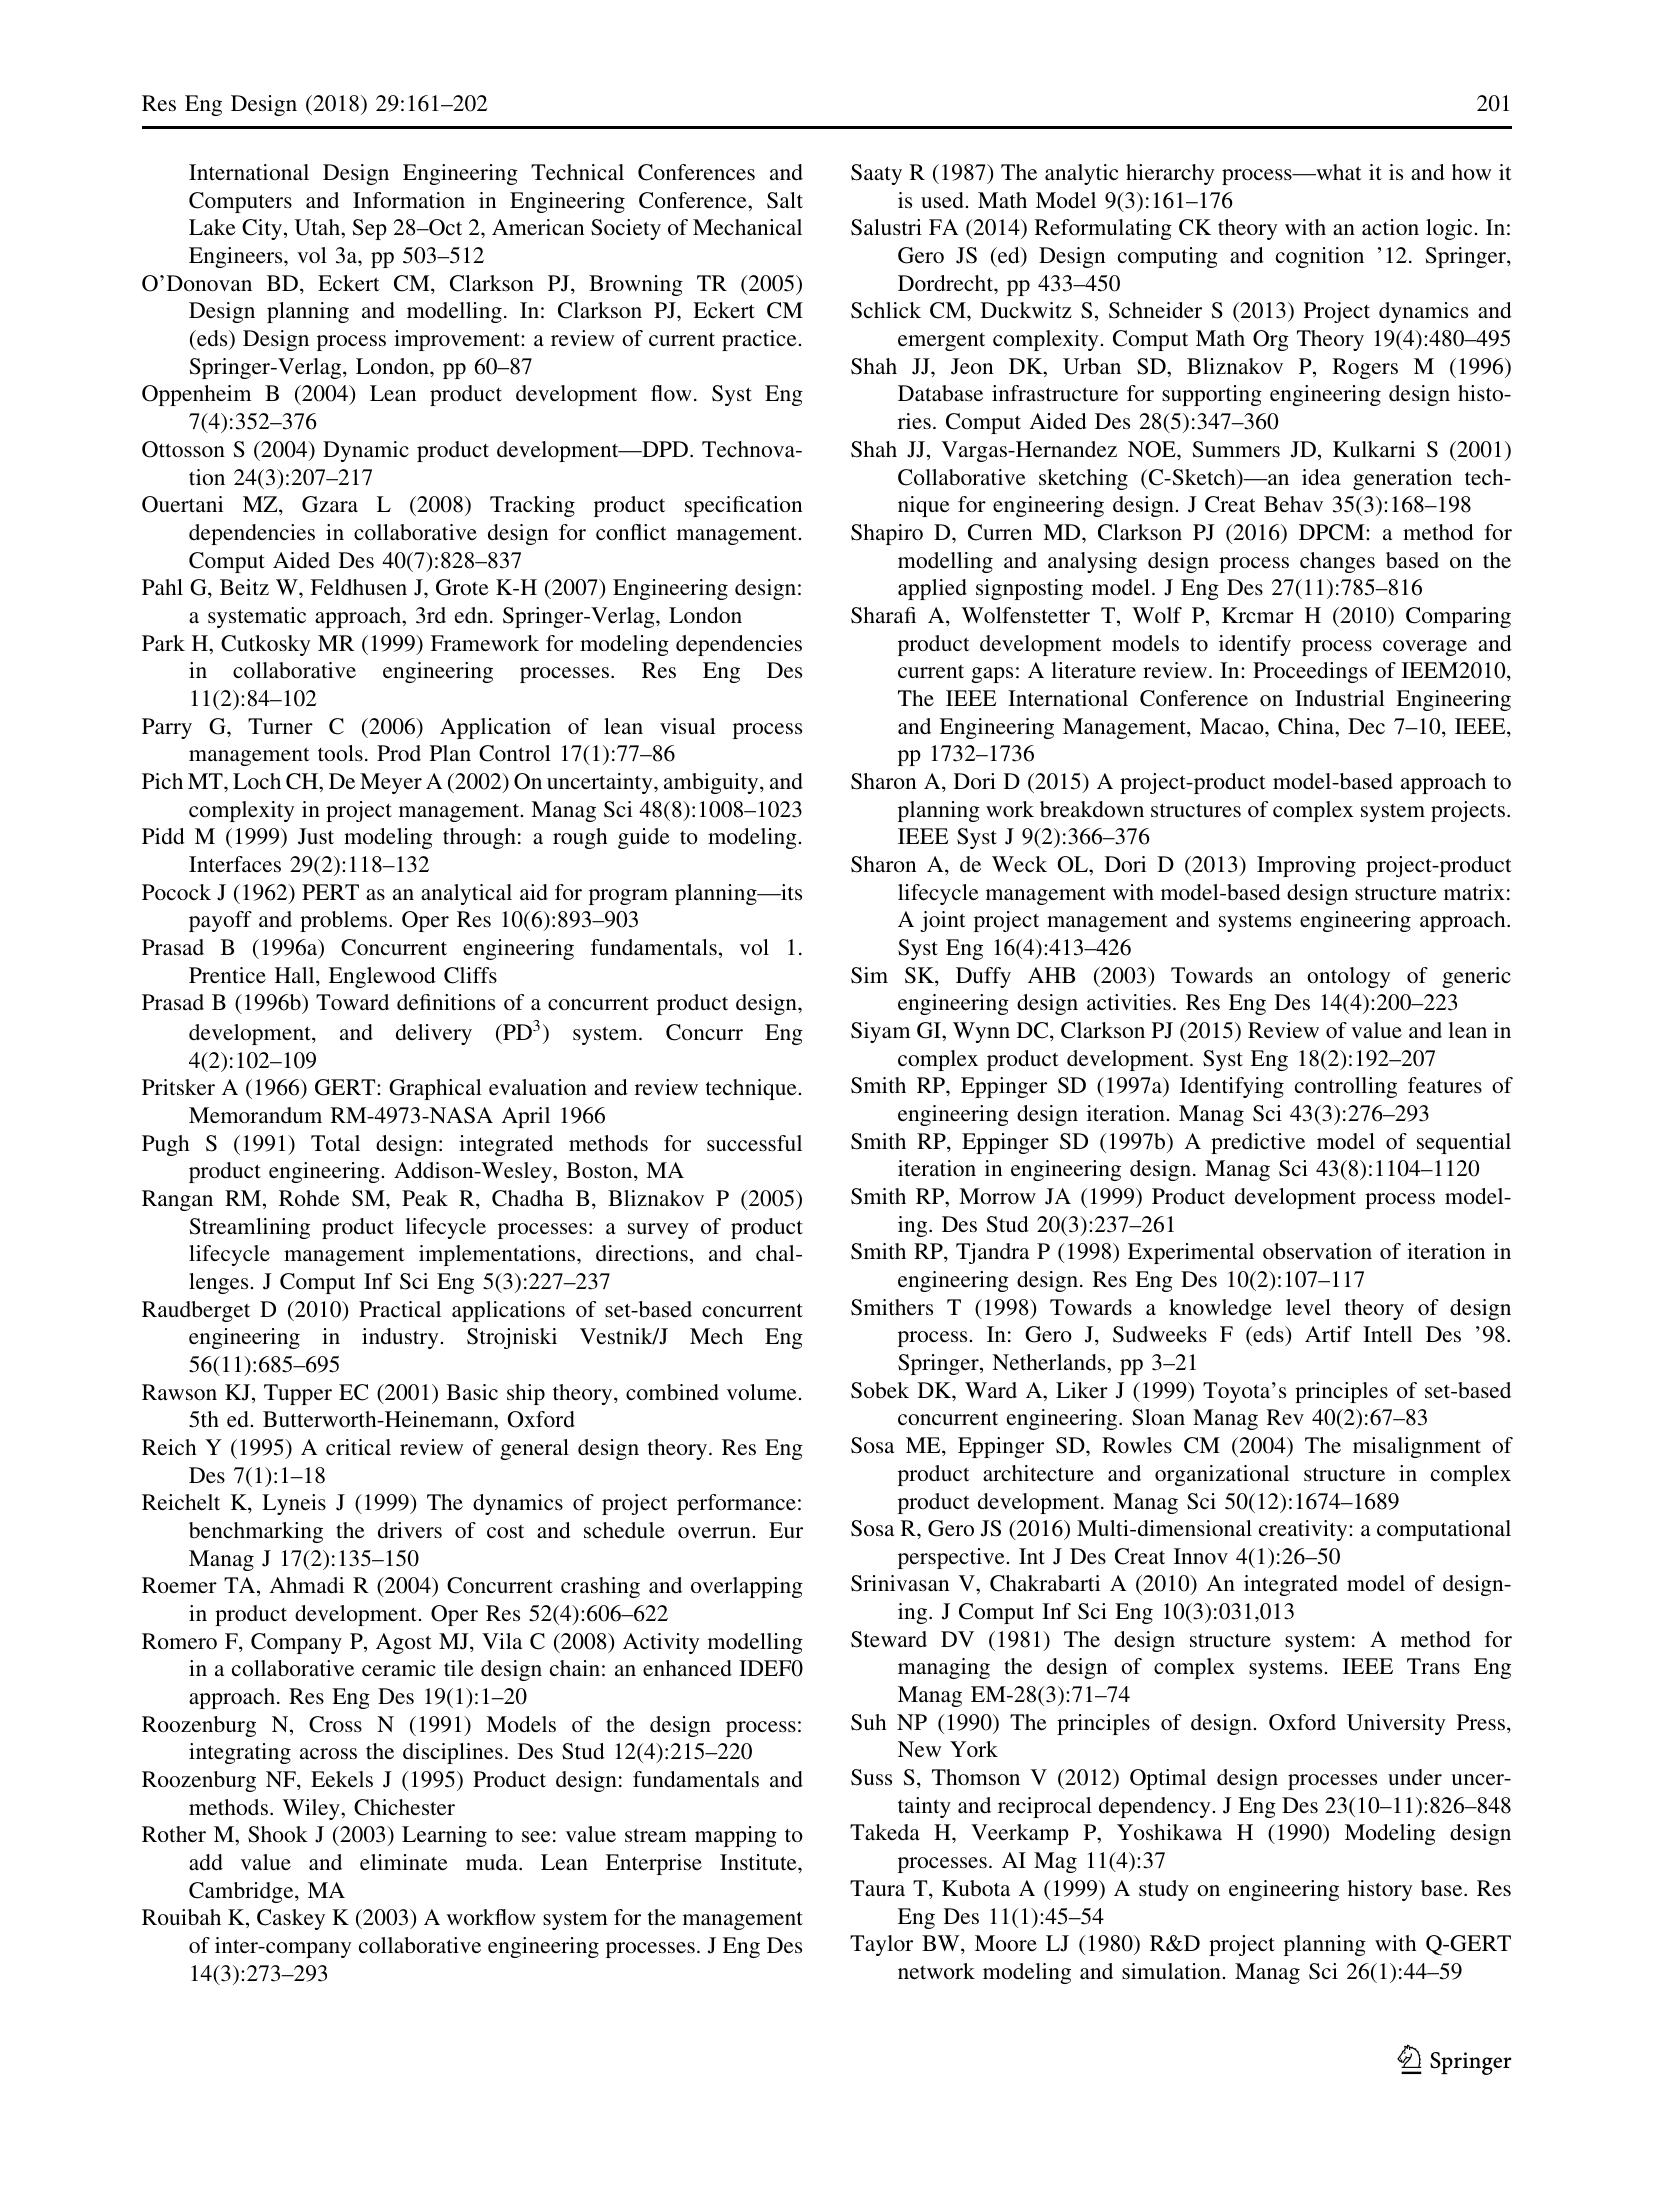 Res Eng Design (2018) 29:161–202
201
International Design Engineering Technical Conferences and
Computers and Information in Engineering Conference, Salt
Lake City, Utah, Sep 28–Oct 2, American Society of Mechanical
Engineers, vol 3a, pp 503–512
O’Donovan BD, Eckert CM, Clarkson PJ, Browning TR (2005)
Design planning and modelling. In: Clarkson PJ, Eckert CM
(eds) Design process improvement: a review of current practice.
Springer-Verlag, London, pp 60–87
Oppenheim B (2004) Lean product development flow. Syst Eng
7(4):352–376
Ottosson S (2004) Dynamic product development—DPD. Technova-
tion 24(3):207–217
Ouertani MZ, Gzara L (2008) Tracking product specification
dependencies in collaborative design for conflict management.
Comput Aided Des 40(7):828–837
Pahl G, Beitz W, Feldhusen J, Grote K-H (2007) Engineering design:
a systematic approach, 3rd edn. Springer-Verlag, London
Park H, Cutkosky MR (1999) Framework for modeling dependencies
in collaborative engineering processes. Res Eng Des
11(2):84–102
Parry G, Turner C (2006) Application of lean visual process
management tools. Prod Plan Control 17(1):77–86
Pich MT, Loch CH, De Meyer A (2002) On uncertainty, ambiguity, and
complexity in project management. Manag Sci 48(8):1008–1023
Pidd M (1999) Just modeling through: a rough guide to modeling.
Interfaces 29(2):118–132
Pocock J (1962) PERT as an analytical aid for program planning—its
payoff and problems. Oper Res 10(6):893–903
Prasad B (1996a) Concurrent engineering fundamentals, vol 1.
Prentice Hall, Englewood Cliffs
Prasad B (1996b) Toward definitions of a concurrent product design,
development, and delivery (PD³) system. Concurr Eng
4(2):102–109
Pritsker A (1966) GERT: Graphical evaluation and review technique.
Memorandum RM-4973-NASA April 1966
Pugh S (1991) Total design: integrated methods for successful
product engineering. Addison-Wesley, Boston, MA
Rangan RM, Rohde SM, Peak R, Chadha B, Bliznakov P (2005)
Streamlining product lifecycle processes: a survey of product
lifecycle management implementations, directions, and chal-
lenges. J Comput Inf Sci Eng 5(3):227–237
Raudberget D (2010) Practical applications of set-based concurrent
engineering in industry. Strojniski Vestnik/J Mech Eng
56(11):685–695
Rawson KJ, Tupper EC (2001) Basic ship theory, combined volume.
5th ed. Butterworth-Heinemann, Oxford
Reich Y (1995) A critical review of general design theory. Res Eng
Des 7(1):1–18
Reichelt K, Lyneis J (1999) The dynamics of project performance:
benchmarking the drivers of cost and schedule overrun. Eur
Manag J 17(2):135–150
Roemer TA, Ahmadi R (2004) Concurrent crashing and overlapping
in product development. Oper Res 52(4):606–622
Romero F, Company P, Agost MJ, Vila C (2008) Activity modelling
in a collaborative ceramic tile design chain: an enhanced IDEF0
approach. Res Eng Des 19(1):1–20
Roozenburg N, Cross N (1991) Models of the design process:
integrating across the disciplines. Des Stud 12(4):215–220
Roozenburg NF, Eekels J (1995) Product design: fundamentals and
methods. Wiley, Chichester
Rother M, Shook J (2003) Learning to see: value stream mapping to
add value and eliminate muda. Lean Enterprise Institute,
Cambridge, MA
Rouibah K, Caskey K (2003) A workflow system for the management
of inter-company collaborative engineering processes. J Eng Des
14(3):273–293
Saaty R (1987) The analytic hierarchy process—what it is and how it
is used. Math Model 9(3):161–176
Salustri FA (2014) Reformulating CK theory with an action logic. In:
Gero JS (ed) Design computing and cognition ’12. Springer,
Dordrecht, pp 433–450
Schlick CM, Duckwitz S, Schneider S (2013) Project dynamics and
emergent complexity. Comput Math Org Theory 19(4):480–495
Shah JJ, Jeon DK, Urban SD, Bliznakov P, Rogers M (1996)
Database infrastructure for supporting engineering design histo-
ries. Comput Aided Des 28(5):347–360
Shah JJ, Vargas-Hernandez NOE, Summers JD, Kulkarni S (2001)
Collaborative sketching (C-Sketch)—an idea generation tech-
nique for engineering design. J Creat Behav 35(3):168–198
Shapiro D, Curren MD, Clarkson PJ (2016) DPCM: a method for
modelling and analysing design process changes based on the
applied signposting model. J Eng Des 27(11):785–816
Sharafi A, Wolfenstetter T, Wolf P, Krcmar H (2010) Comparing
product development models to identify process coverage and
current gaps: A literature review. In: Proceedings of IEEM2010,
The IEEE International Conference on Industrial Engineering
and Engineering Management, Macao, China, Dec 7–10, IEEE,
pp 1732–1736
Sharon A, Dori D (2015) A project-product model-based approach to
planning work breakdown structures of complex system projects.
IEEE Syst J 9(2):366–376
Sharon A, de Weck OL, Dori D (2013) Improving project-product
lifecycle management with model-based design structure matrix:
A joint project management and systems engineering approach.
Syst Eng 16(4):413–426
Sim SK, Duffy AHB (2003) Towards an ontology of generic
engineering design activities. Res Eng Des 14(4):200–223
Siyam GI, Wynn DC, Clarkson PJ (2015) Review of value and lean in
complex product development. Syst Eng 18(2):192–207
Smith RP, Eppinger SD (1997a) Identifying controlling features of
engineering design iteration. Manag Sci 43(3):276–293
Smith RP, Eppinger SD (1997b) A predictive model of sequential
iteration in engineering design. Manag Sci 43(8):1104–1120
Smith RP, Morrow JA (1999) Product development process model-
ing. Des Stud 20(3):237–261
Smith RP, Tjandra P (1998) Experimental observation of iteration in
engineering design. Res Eng Des 10(2):107–117
Smithers T (1998) Towards a knowledge level theory of design
process. In: Gero J, Sudweeks F (eds) Artif Intell Des ’98.
Springer, Netherlands, pp 3–21
Sobek DK, Ward A, Liker J (1999) Toyota’s principles of set-based
concurrent engineering. Sloan Manag Rev 40(2):67–83
Sosa ME, Eppinger SD, Rowles CM (2004) The misalignment of
product architecture and organizational structure in complex
product development. Manag Sci 50(12):1674–1689
Sosa R, Gero JS (2016) Multi-dimensional creativity: a computational
perspective. Int J Des Creat Innov 4(1):26–50
Srinivasan V, Chakrabarti A (2010) An integrated model of design-
ing. J Comput Inf Sci Eng 10(3):031,013
Steward DV (1981) The design structure system: A method for
managing the design of complex systems. IEEE Trans Eng
Manag EM-28(3):71–74
Suh NP (1990) The principles of design. Oxford University Press,
New York
Suss S, Thomson V (2012) Optimal design processes under uncer-
tainty and reciprocal dependency. J Eng Des 23(10–11):826–848
Takeda H, Veerkamp P, Yoshikawa H (1990) Modeling design
processes. AI Mag 11(4):37
Taura T, Kubota A (1999) A study on engineering history base. Res
Eng Des 11(1):45–54
Taylor BW, Moore LJ (1980) R&D project planning with Q-GERT
network modeling and simulation. Manag Sci 26(1):44–59
Springer